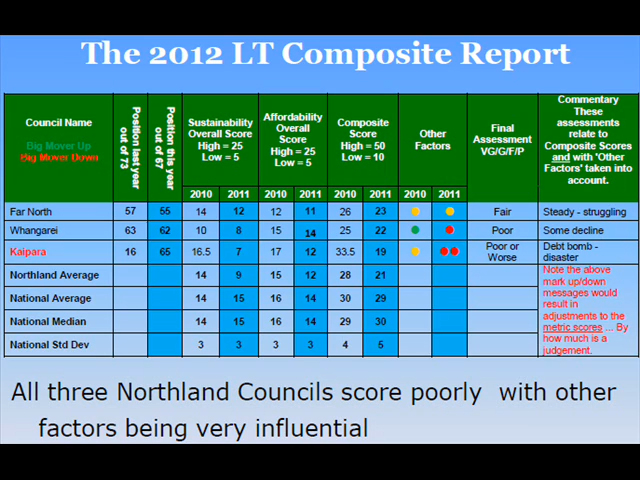 The 2012 LT Composite Report
Council Name
Big Mover Up
Big Mover Down
Position last year
out of 73
Position this year
out of 67
Sustainability
Overall Score
High = 25
Low = 5
Affordability
Overall
Score
High = 25
Low = 5
Composite
Score
High = 50
Low = 10
Other
Factors
Final
Assessment
VG/G/F/P
Commentary
These
assessments
relate to
Composite Scores
and with 'Other
Factors' taken into
account.
2010 2011 2010 2011 2010 2011 2010 2011
Far North 57 55 14 12 12 11 26 23 Fair Steady - struggling
Whangarei 63 62 10 8 15 14 25 22 Poor Some decline
Kaipara 16 65 16.5 7 17 12 33.5 19 Poor or Worse Debt bomb - disaster
Northland Average 14 9 15 12 28 21
National Average 14 15 16 14 30 29
National Median 14 15 16 14 29 30
National Std Dev 3 3 3 3 4 5
Note the above
mark up/down
messages would
result in
adjustments to the
metric scores ... By
how much is a
judgement.
All three Northland Councils score poorly with other
factors being very influential